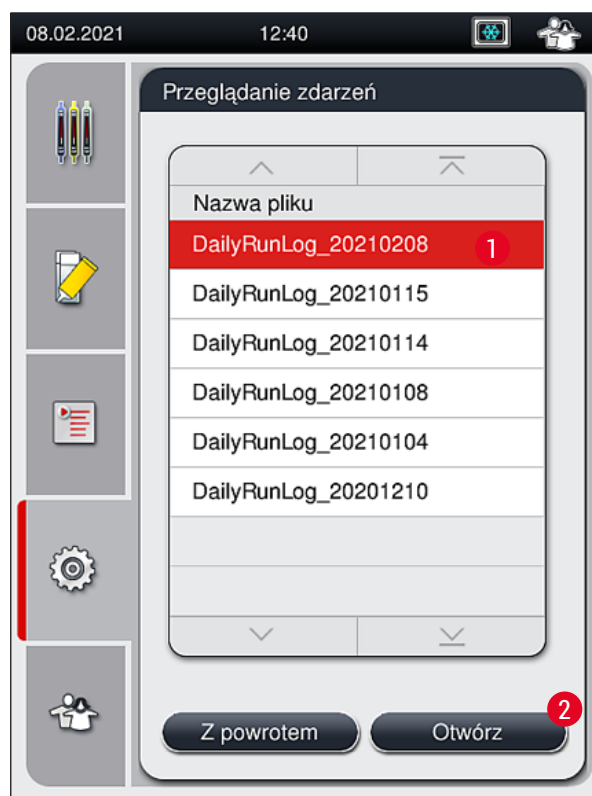 08.02.2021 12:40
Przeglądanie zdarzeń
Nazwa pliku
DailyRunLog_20210208 1
DailyRunLog_20210115
DailyRunLog_20210114
DailyRunLog_20210108
DailyRunLog_20210104
DailyRunLog_20201210
2
Z powrotem Otwórz